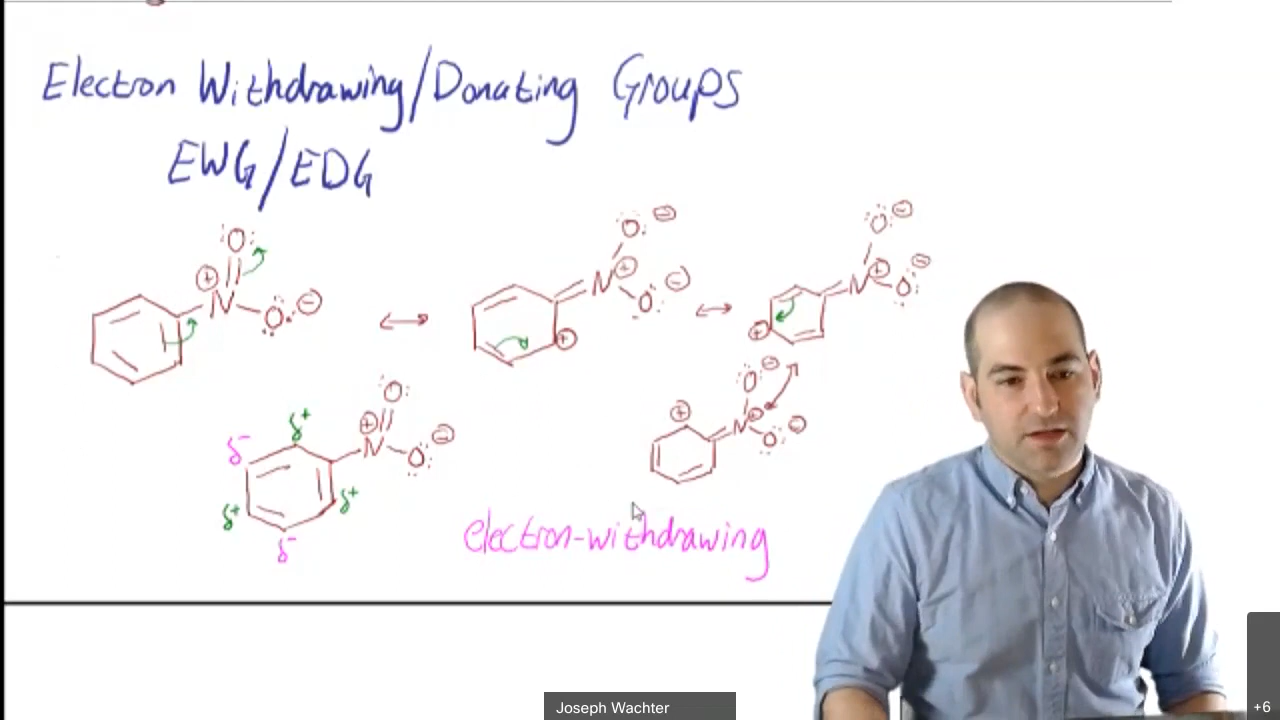 Electron Withdrawing/Donating Groups
EWG/EDG
:O:
⊕
N
O
⊖
O
⊖
N
⊕
O
⊖
⊕
O
⊖
N
⊕
O
⊖
⊕
O
⊖
⊕
N
⊕
O
⊖
O
⊕
N
O
⊖
δ⁻ δ⁺
δ⁺ δ⁺
δ⁻
electron-withdrawing
Joseph Wachter
+6